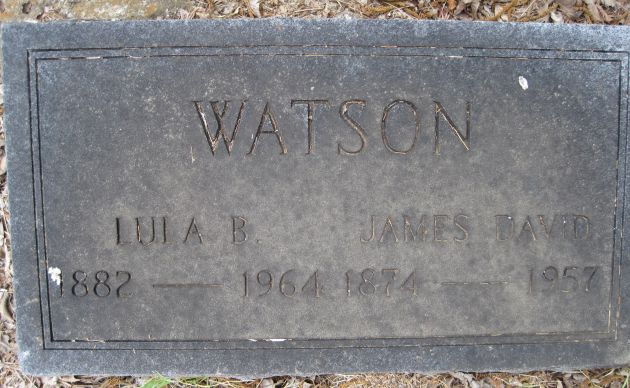 WATSON
LULA B. JAMES DAVID
1882 — 1964 1874 — 1957